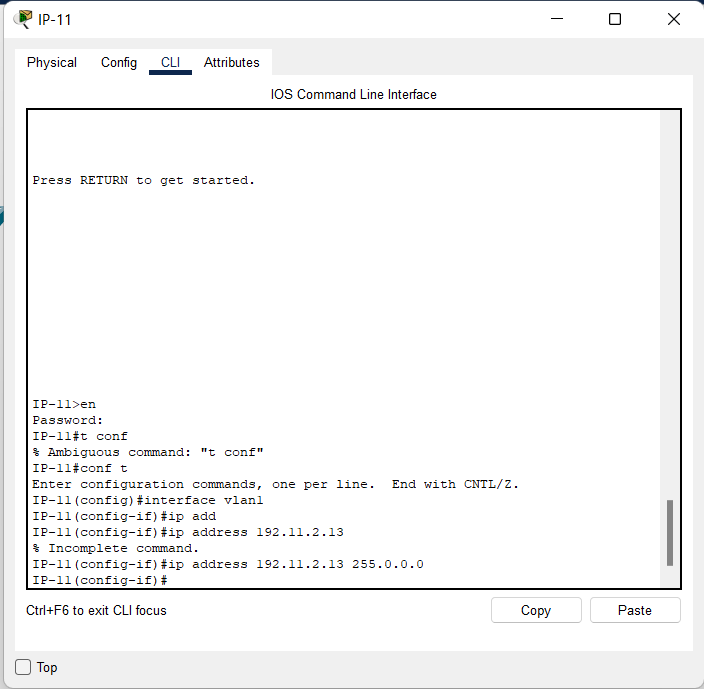 IP-11
Physical Config CLI Attributes
IOS Command Line Interface
Press RETURN to get started.
IP-11>en
Password:
IP-11#t conf
% Ambiguous command: "t conf"
IP-11#conf t
Enter configuration commands, one per line.  End with CNTL/Z.
IP-11(config)#interface vlan1
IP-11(config-if)#ip add
IP-11(config-if)#ip address 192.11.2.13
% Incomplete command.
IP-11(config-if)#ip address 192.11.2.13 255.0.0.0
IP-11(config-if)#
Ctrl+F6 to exit CLI focus
Copy Paste
Top